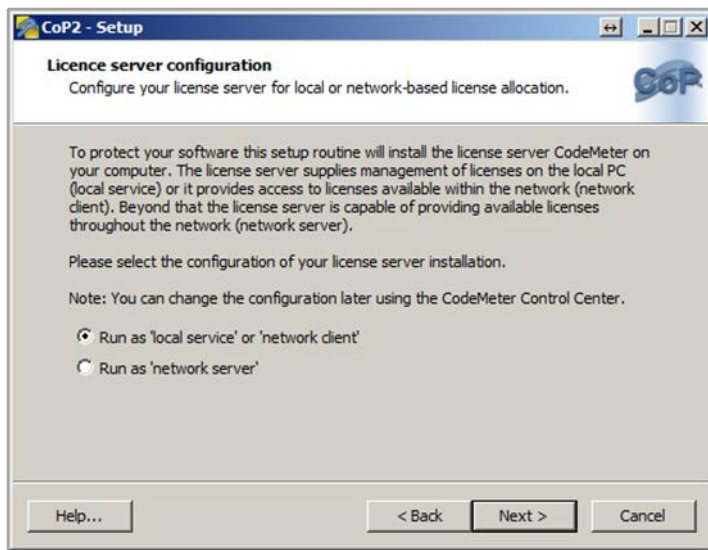 CoP2 - Setup
Licence server configuration
Configure your license server for local or network-based license allocation.
CoP
To protect your software this setup routine will install the license server CodeMeter on
your computer. The license server supplies management of licenses on the local PC
(local service) or it provides access to licenses available within the network (network
client). Beyond that the license server is capable of providing available licenses
throughout the network (network server).
Please select the configuration of your license server installation.
Note: You can change the configuration later using the CodeMeter Control Center.
Run as 'local service' or 'network client'
Run as 'network server'
Help... < Back Next > Cancel